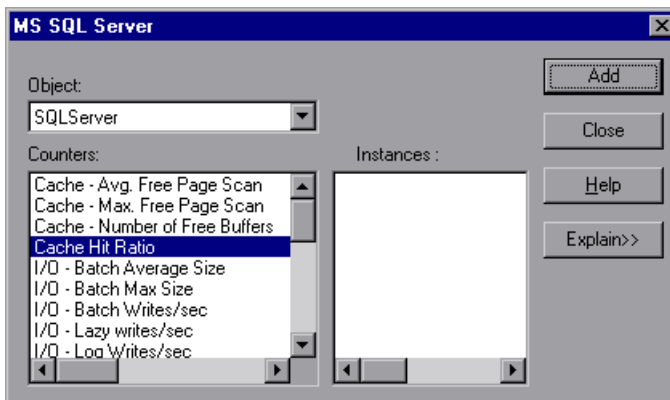 MS SQL Server
Object:
SQLServer
Counters:
Cache - Avg. Free Page Scan
Cache - Max. Free Page Scan
Cache - Number of Free Buffers
Cache Hit Ratio
I/O - Batch Average Size
I/O - Batch Max Size
I/O - Batch Writes/sec
I/O - Lazy writes/sec
I/O - Log Writes/sec
Instances :
Add
Close
Help
Explain>>